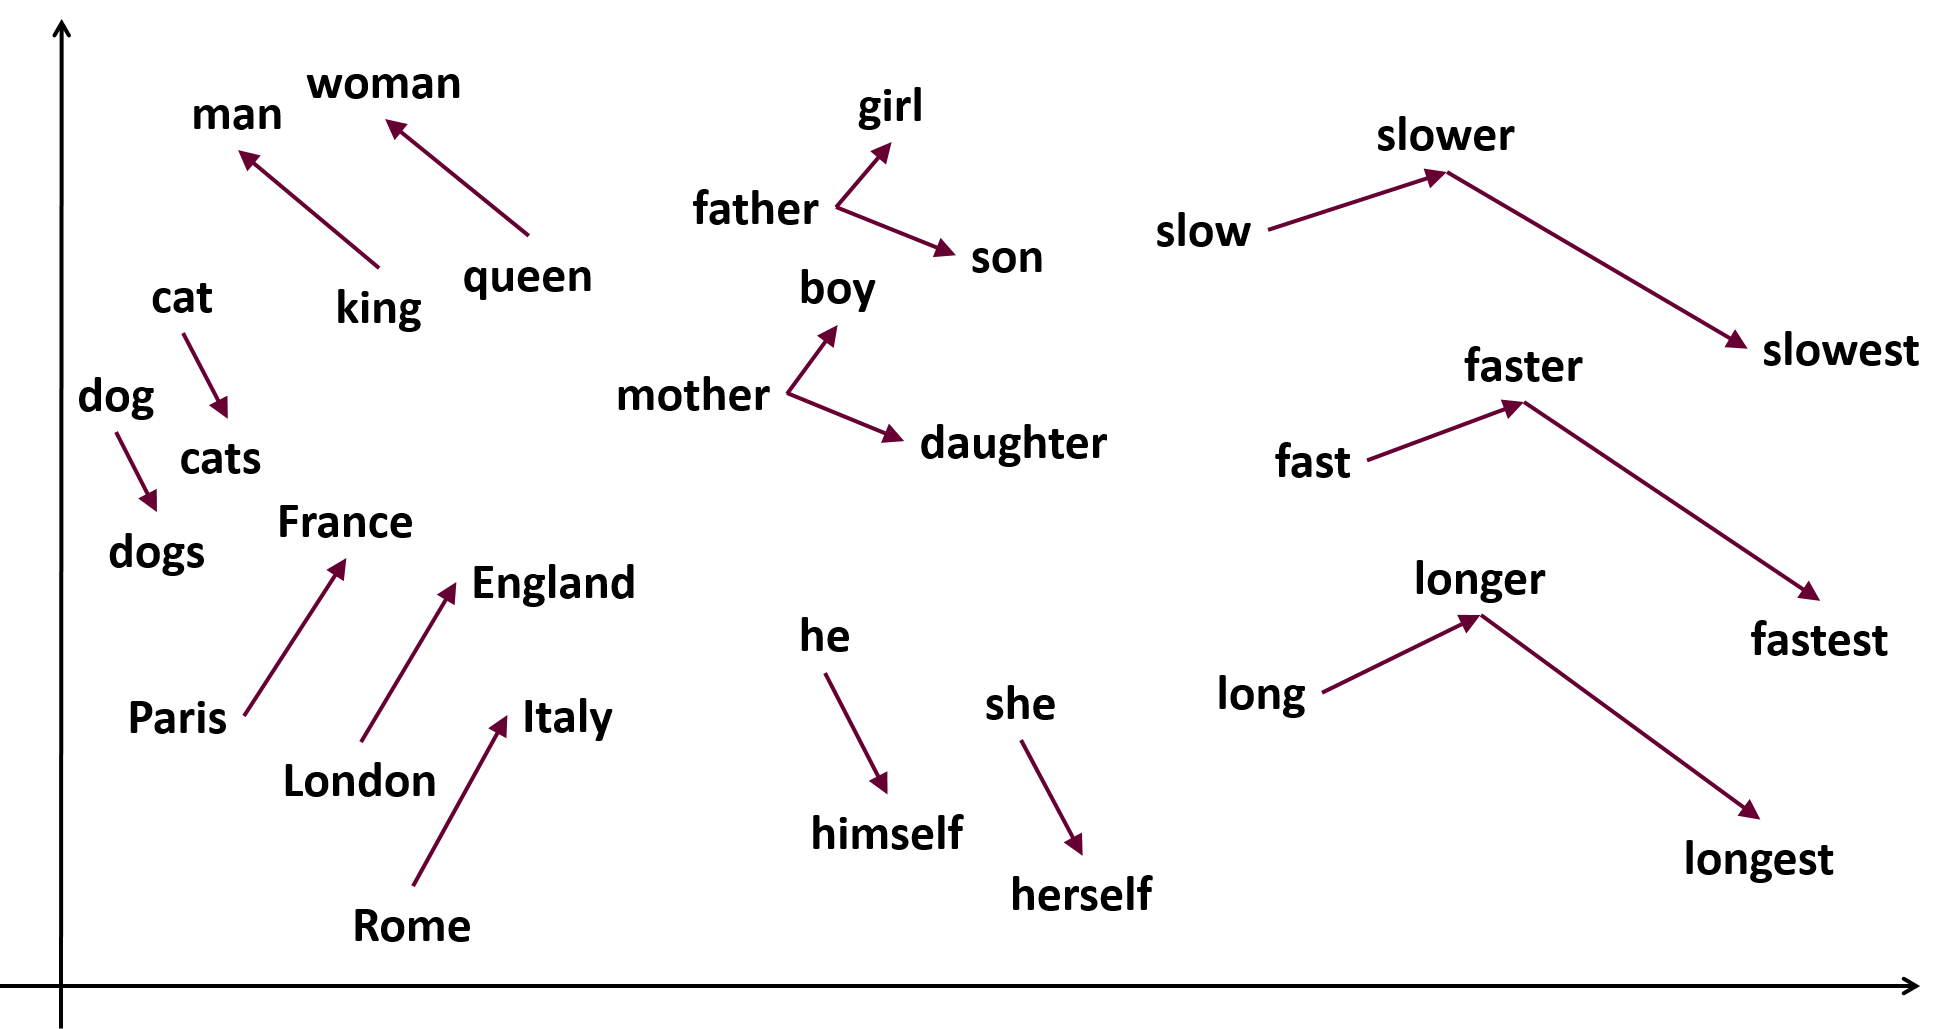 woman
man
king
queen
cat
cats
dog
dogs
France
Paris
England
London
Italy
Rome
girl
father
son
boy
mother
daughter
he
himself
she
herself
slower
slow
slowest
faster
fast
fastest
longer
long
longest